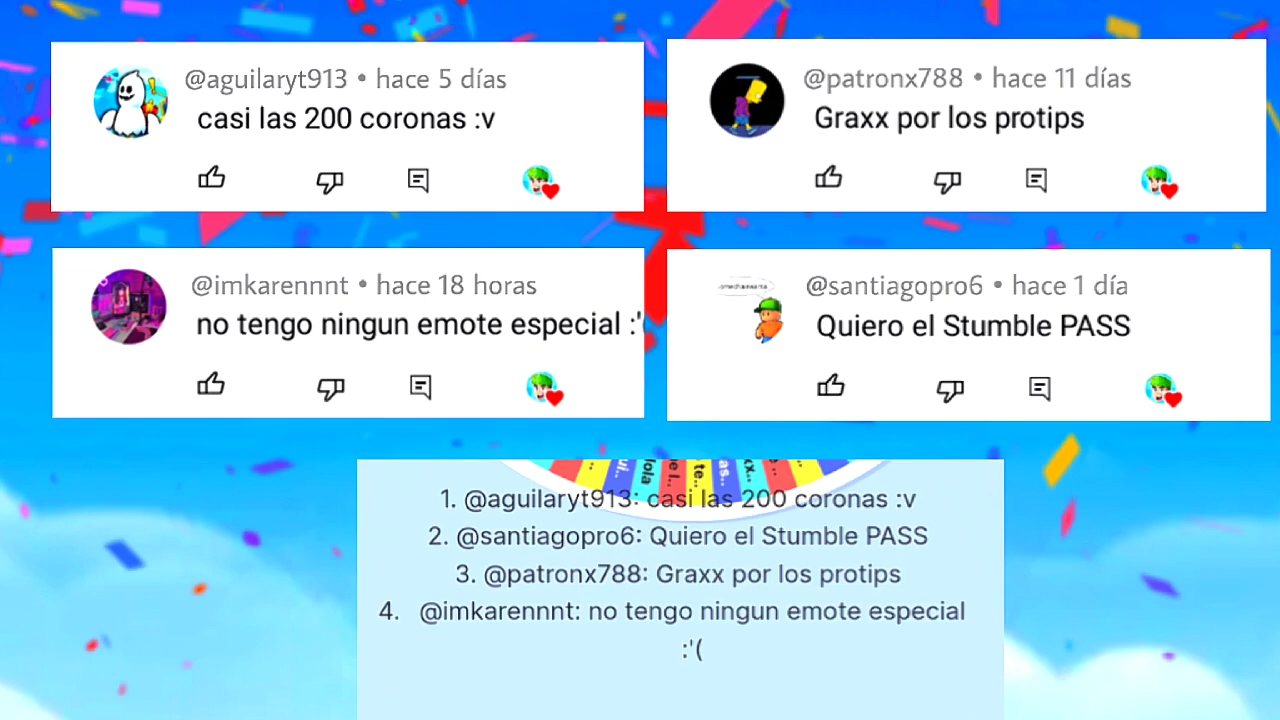 @aguilaryt913 • hace 5 días
casi las 200 coronas :v
@patronx788 • hace 11 días
Graxx por los protips
@imkarennnt • hace 18 horas
no tengo ningun emote especial :'
@santiagopro6 • hace 1 día
Quiero el Stumble PASS
1. @aguilaryt913: casi las 200 coronas :v
2. @santiagopro6: Quiero el Stumble PASS
3. @patronx788: Graxx por los protips
4. @imkarennnt: no tengo ningun emote especial
:'(